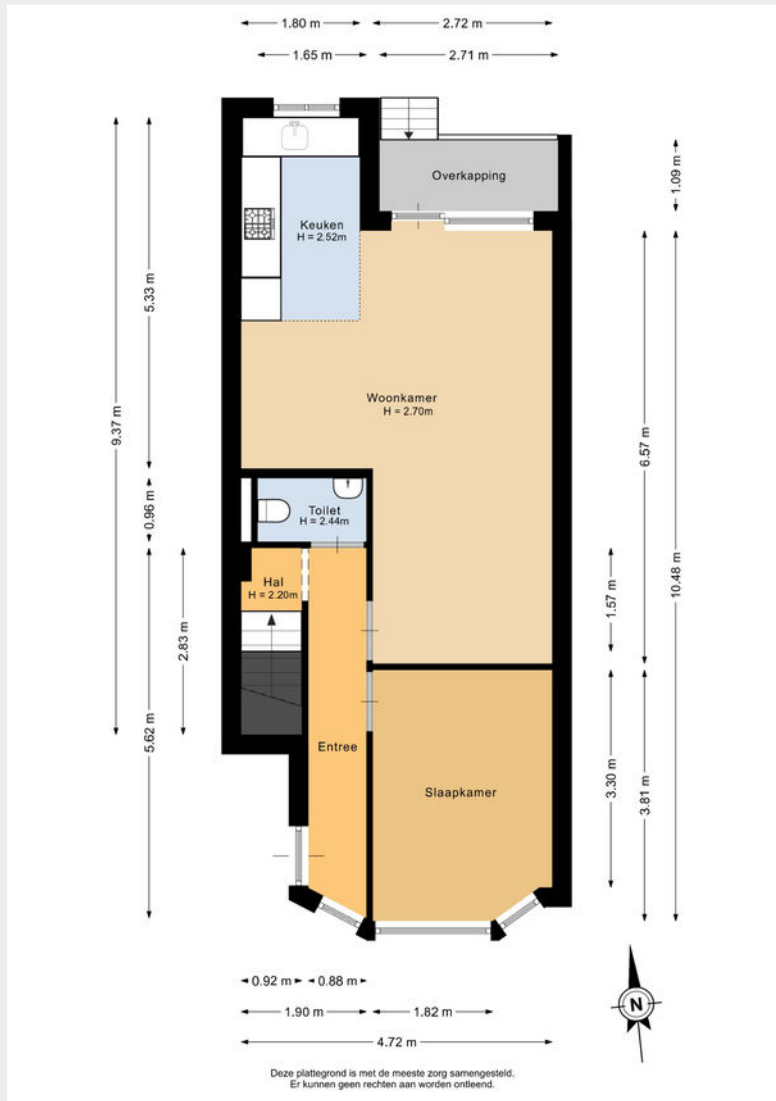 1.80 m
2.72 m
1.65 m
2.71 m
Overkapping
1.09 m
Keuken
H = 2.52m
5.33 m
Woonkamer
H = 2.70m
9.37 m
6.57 m
0.96 m
Toilet
H = 2.44m
10.48 m
Hal
H = 2.20m
1.57 m
2.83 m
5.62 m
Entree
Slaapkamer
3.30 m
3.81 m
0.92 m
0.88 m
1.90 m
1.82 m
4.72 m
N
Deze plattegrond is met de meeste zorg samengesteld.
Er kunnen geen rechten aan worden ontleend.